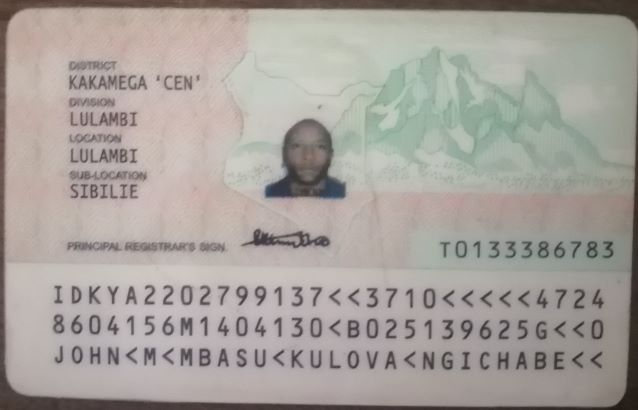 DISTRICT
KAKAMEGA 'CEN'
DIVISION
LULAMBI
LOCATION
LULAMBI
SUB-LOCATION
SIBILIE
PRINCIPAL REGISTRAR'S SIGN.
T0133386783
IDKYA2202799137<<3710<<<<<4724
8604156M1404130<B025139625G<<0
JOHN<M<MBASU<KULOVA<NGICHABE<<